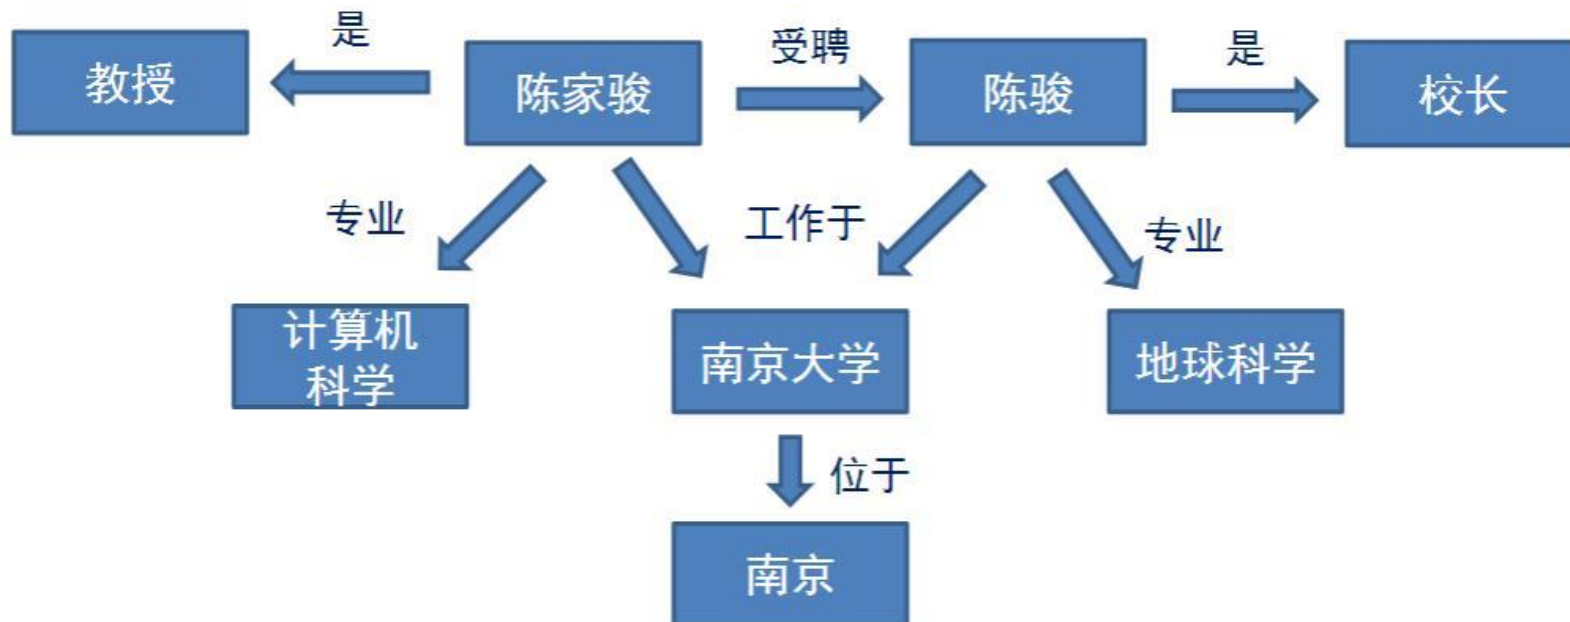 是
受聘
是
教授
陈家骏
陈骏
校长
专业
工作于
专业
计算机
科学
南京大学
地球科学
位于
南京